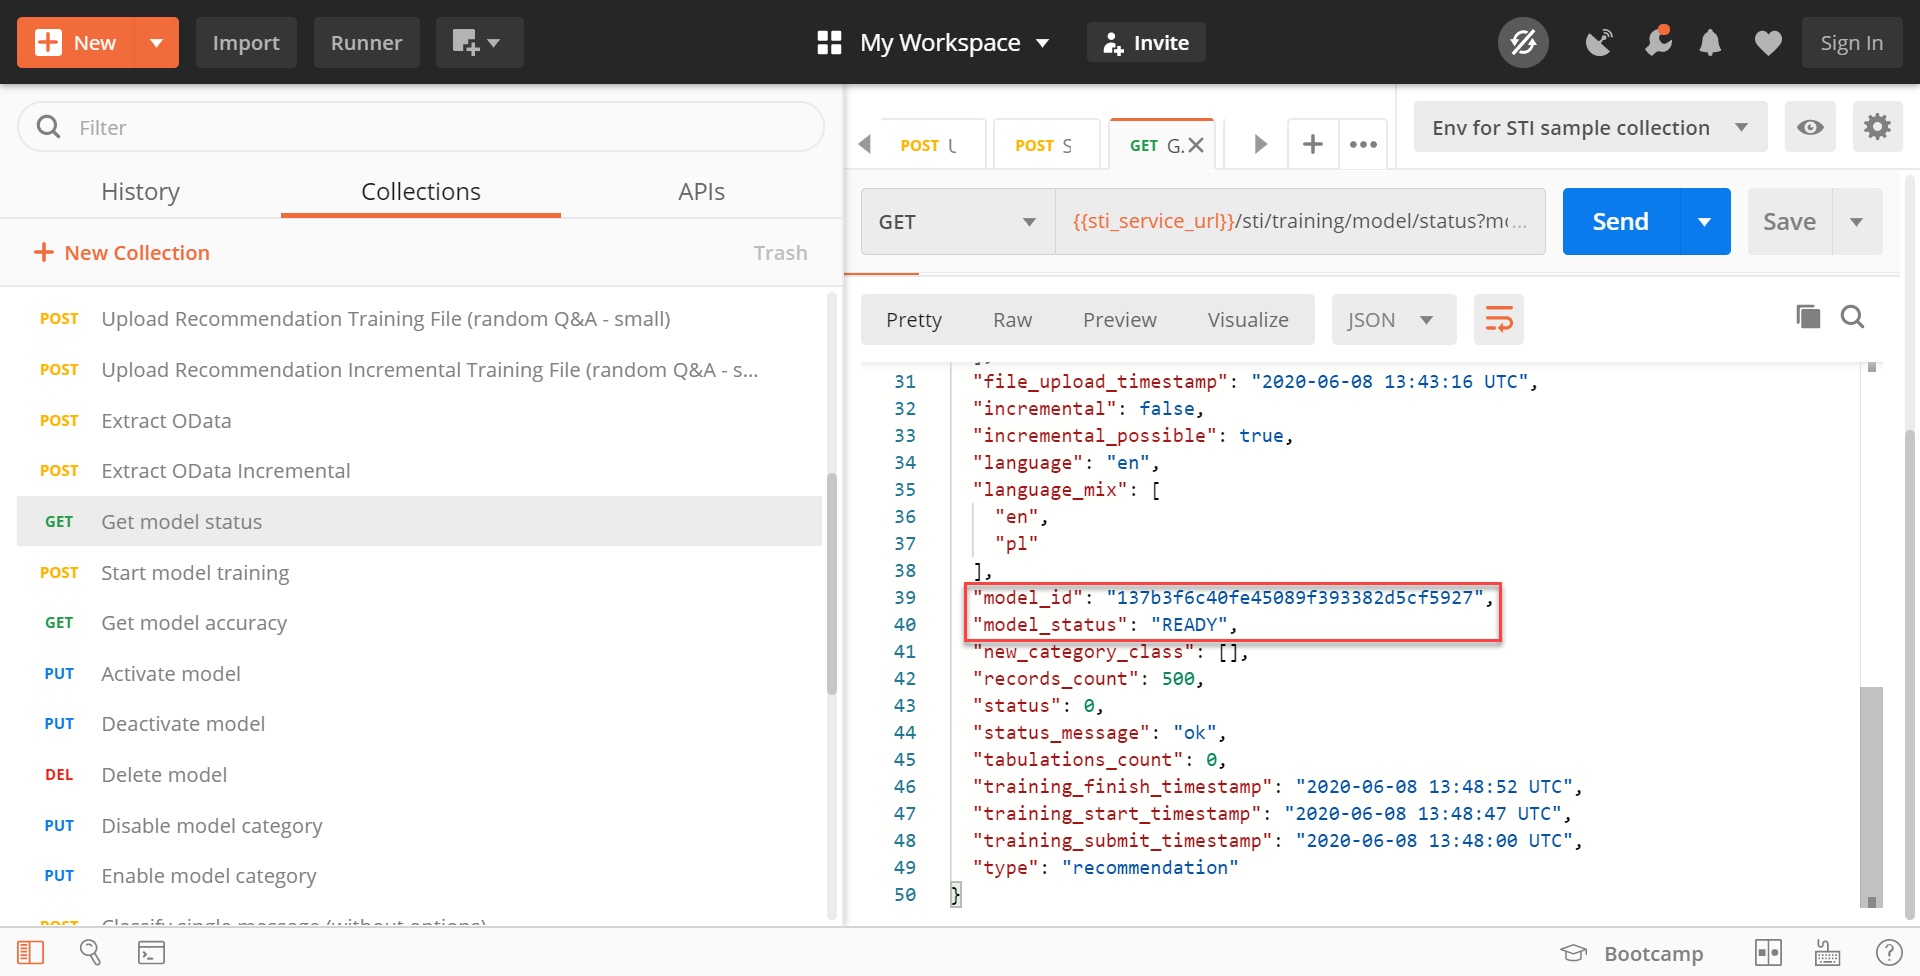 New
Import
Runner
My Workspace
Invite
Sign In
Filter
History
Collections
APIs
New Collection
Trash
POST Upload Recommendation Training File (random Q&A - small)
POST Upload Recommendation Incremental Training File (random Q&A - s...
POST Extract OData
POST Extract OData Incremental
GET Get model status
POST Start model training
GET Get model accuracy
PUT Activate model
PUT Deactivate model
DEL Delete model
PUT Disable model category
PUT Enable model category
POST Classify single message (without options)
POST
POST S
GET G.
Env for STI sample collection
GET
{{sti_service_url}}/sti/training/model/status?mo...
Send
Save
Pretty
Raw
Preview
Visualize
JSON
31 "file_upload_timestamp": "2020-06-08 13:43:16 UTC",
32 "incremental": false,
33 "incremental_possible": true,
34 "language": "en",
35 "language_mix": [
36 "en",
37 "pl"
38 ],
39 "model_id": "137b3f6c40fe45089f393382d5cf5927",
40 "model_status": "READY",
41 "new_category_class": [],
42 "records_count": 500,
43 "status": 0,
44 "status_message": "ok",
45 "tabulations_count": 0,
46 "training_finish_timestamp": "2020-06-08 13:48:52 UTC",
47 "training_start_timestamp": "2020-06-08 13:48:47 UTC",
48 "training_submit_timestamp": "2020-06-08 13:48:00 UTC",
49 "type": "recommendation"
50 }
Bootcamp